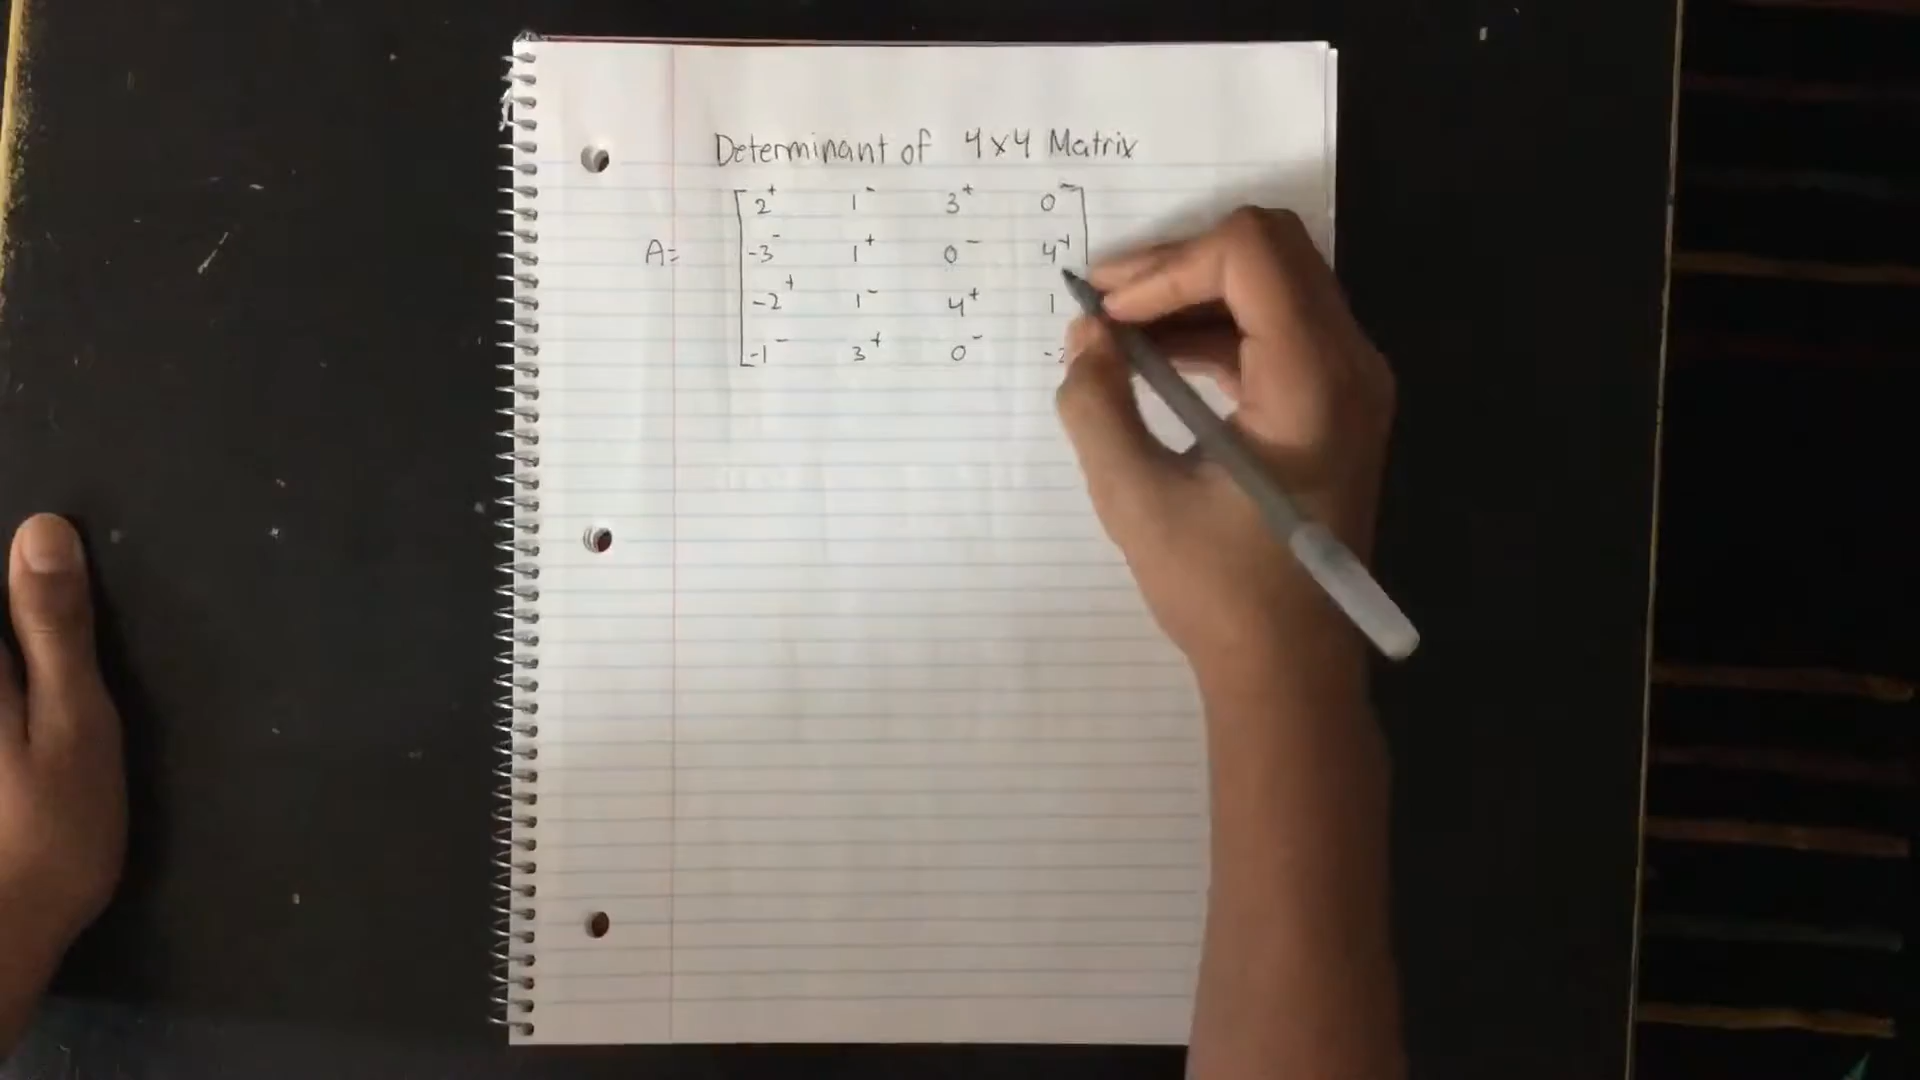 Determinant of 4x4 Matrix
2⁺ 1⁻ 3⁺ 0⁻
A= -3⁻ 1⁺ 0⁻ 4⁺
-2⁺ 1⁻ 4⁺ 1
-1⁻ 3⁺ 0⁻ -2